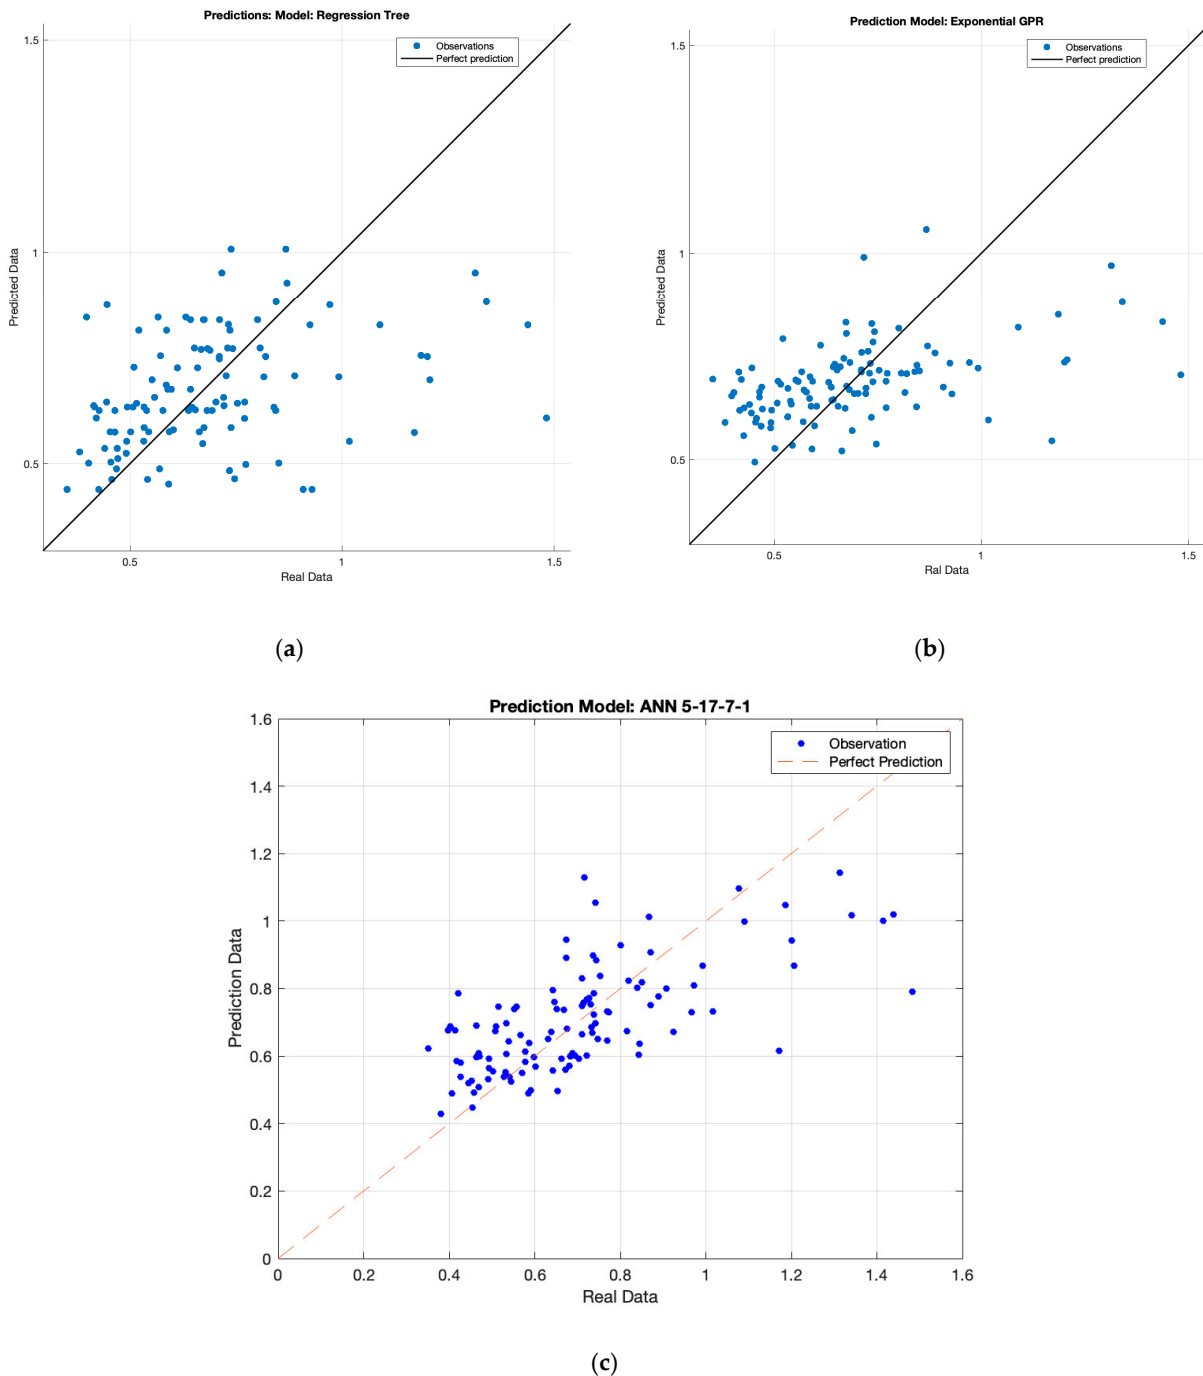 Predictions: Model: Regression Tree
1.5
Observations
Perfect prediction
1
0.5
Predicted Data
0.5
1
1.5
Real Data
(a)
Prediction Model: Exponential GPR
1.5
Observations
Perfect prediction
1
0.5
Predicted Data
0.5
1
1.5
Ral Data
(b)
Prediction Model: ANN 5-17-7-1
1.6
Observation
Perfect Prediction
1.4
1.2
1
0.8
0.6
0.4
0.2
0
Prediction Data
0
0.2
0.4
0.6
0.8
1
1.2
1.4
1.6
Real Data
(c)